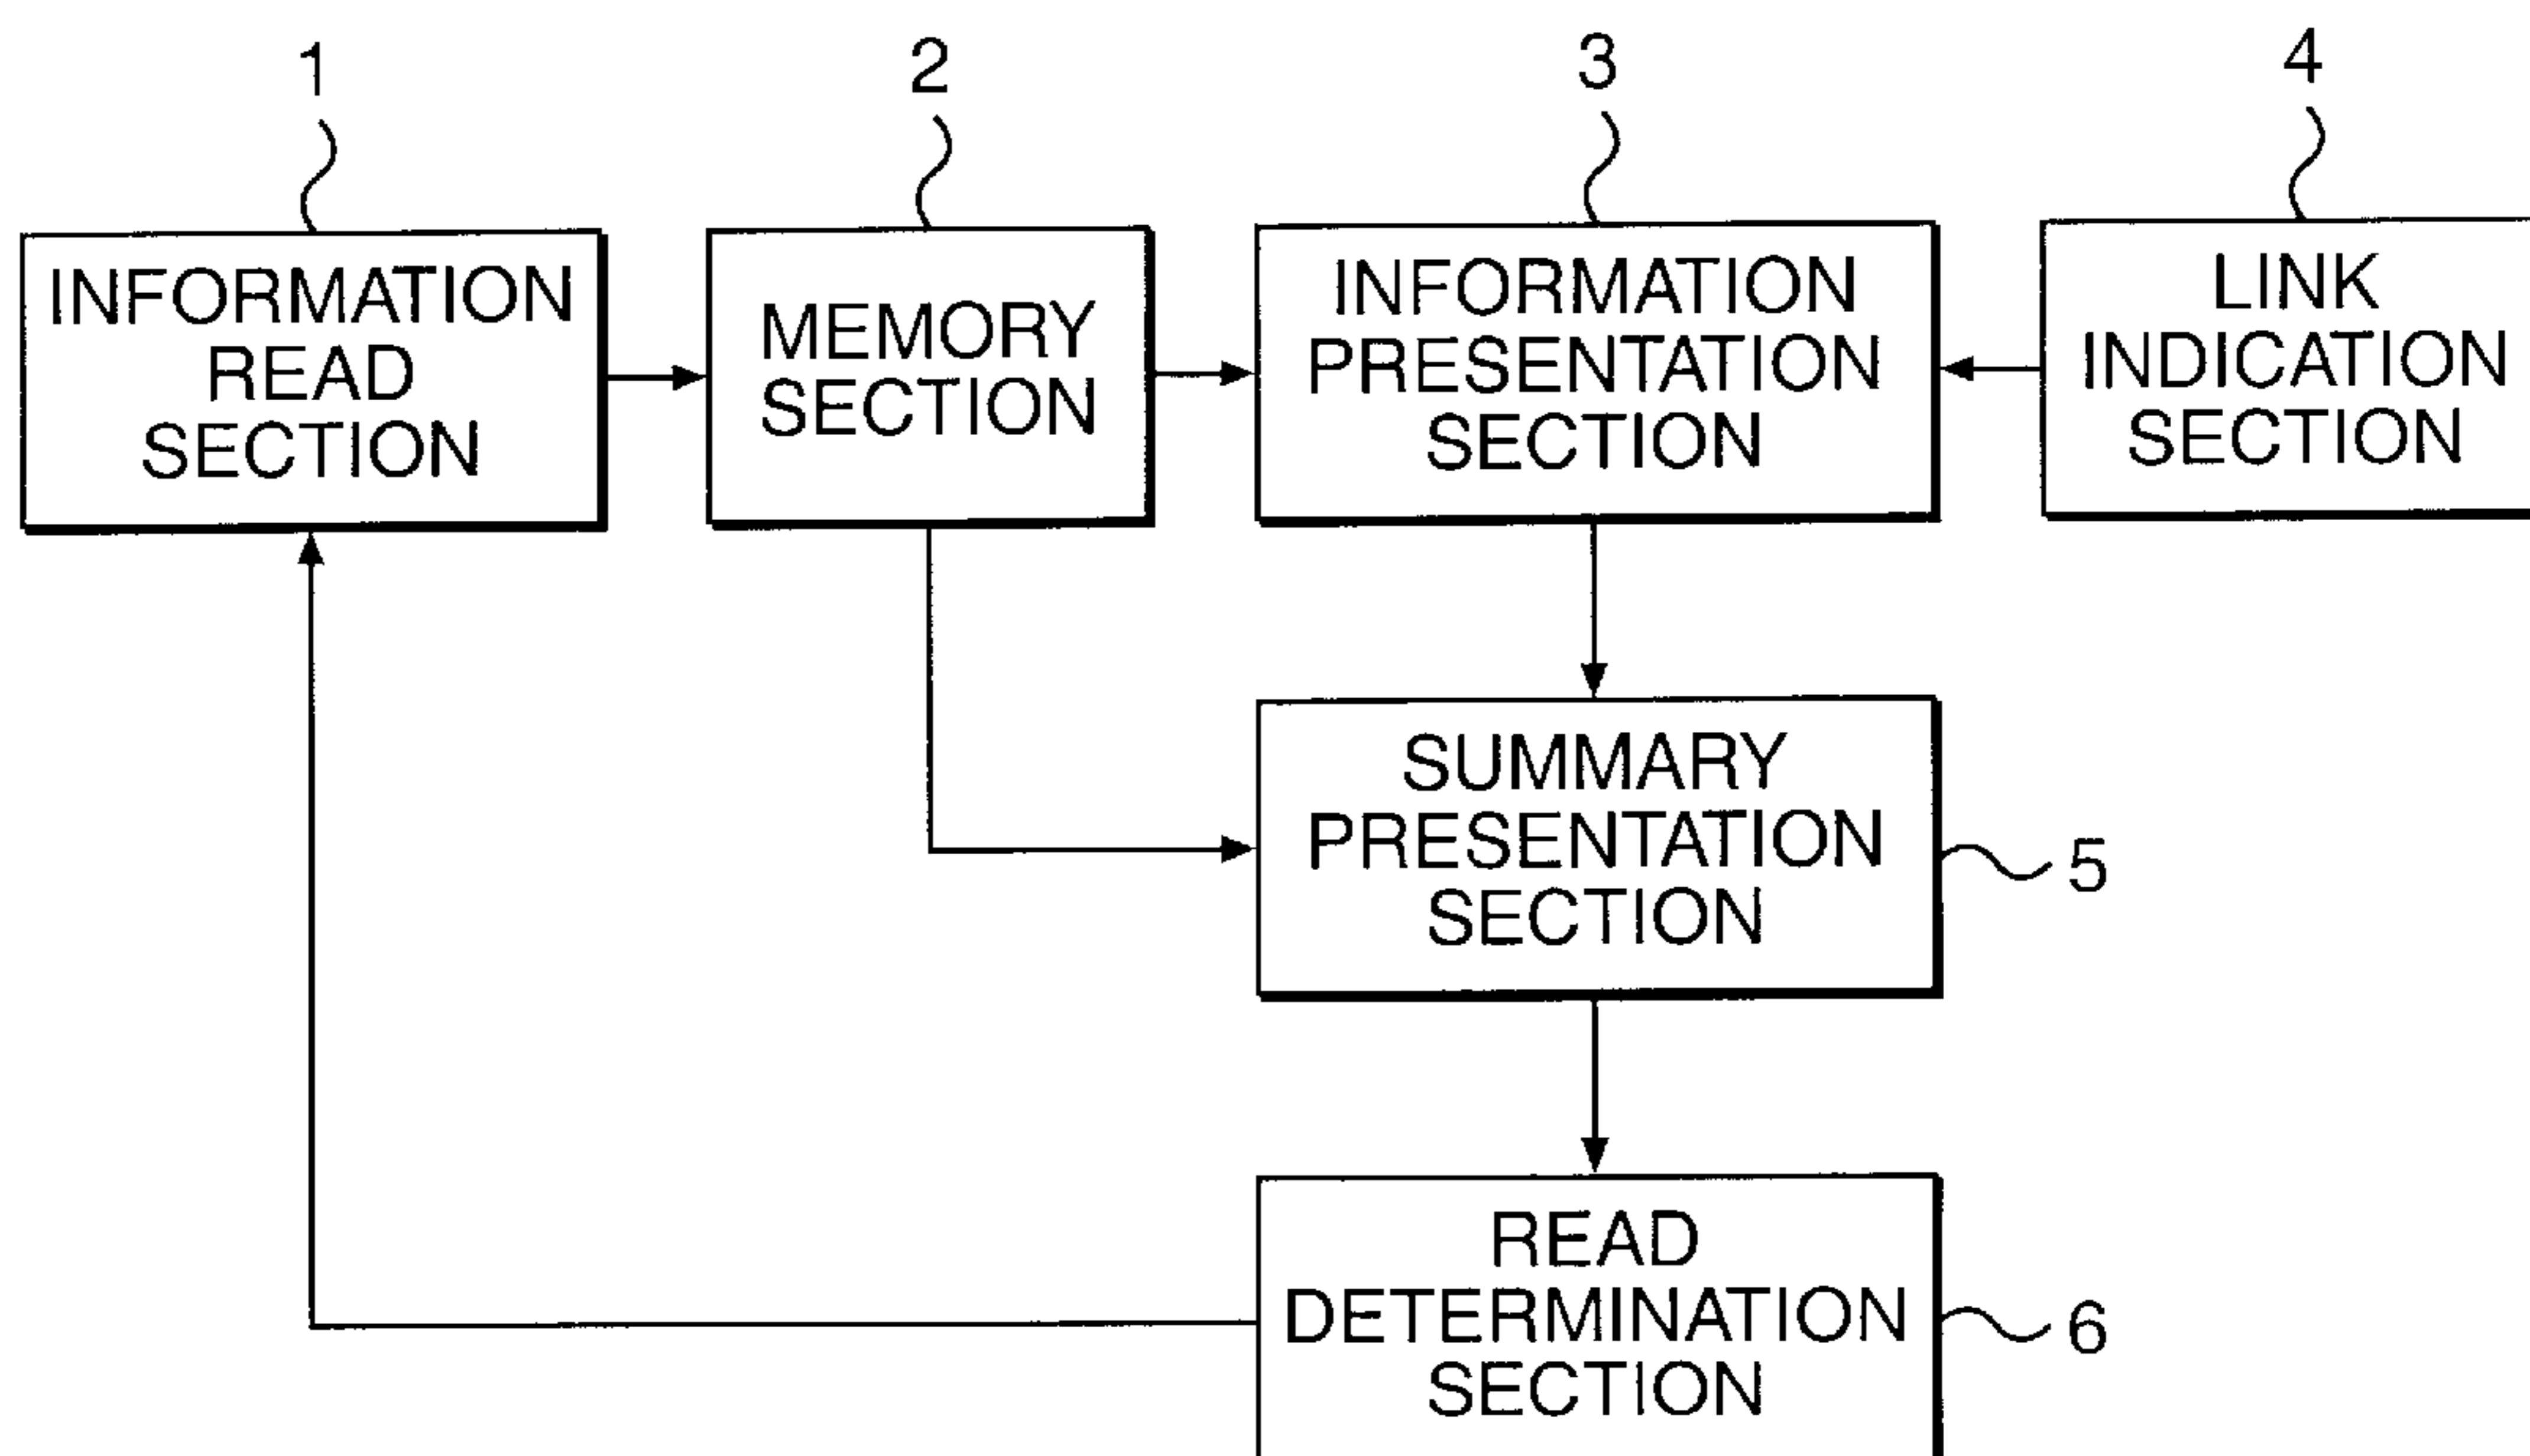 1
2
3
4
INFORMATION
READ
SECTION
MEMORY
SECTION
INFORMATION
PRESENTATION
SECTION
LINK
INDICATION
SECTION
SUMMARY
PRESENTATION
SECTION
5
READ
DETERMINATION
SECTION
6